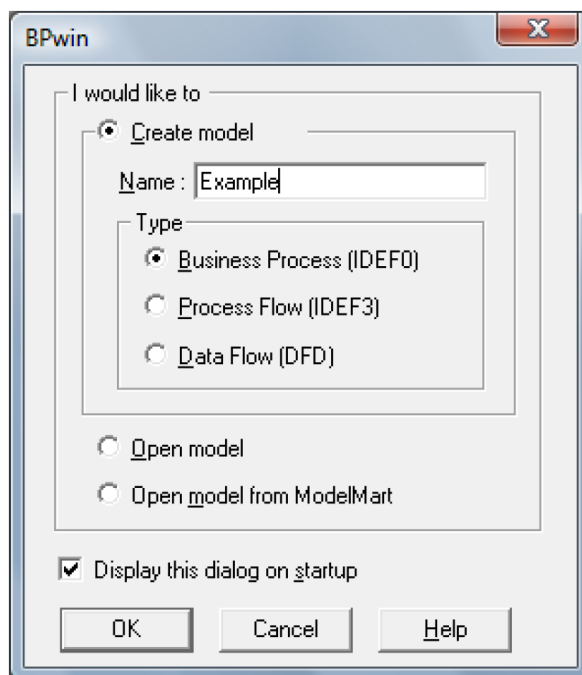 BPwin
I would like to
Create model
Name : Example
Type
Business Process (IDEF0)
Process Flow (IDEF3)
Data Flow (DFD)
Open model
Open model from ModelMart
Display this dialog on startup
OK Cancel Help